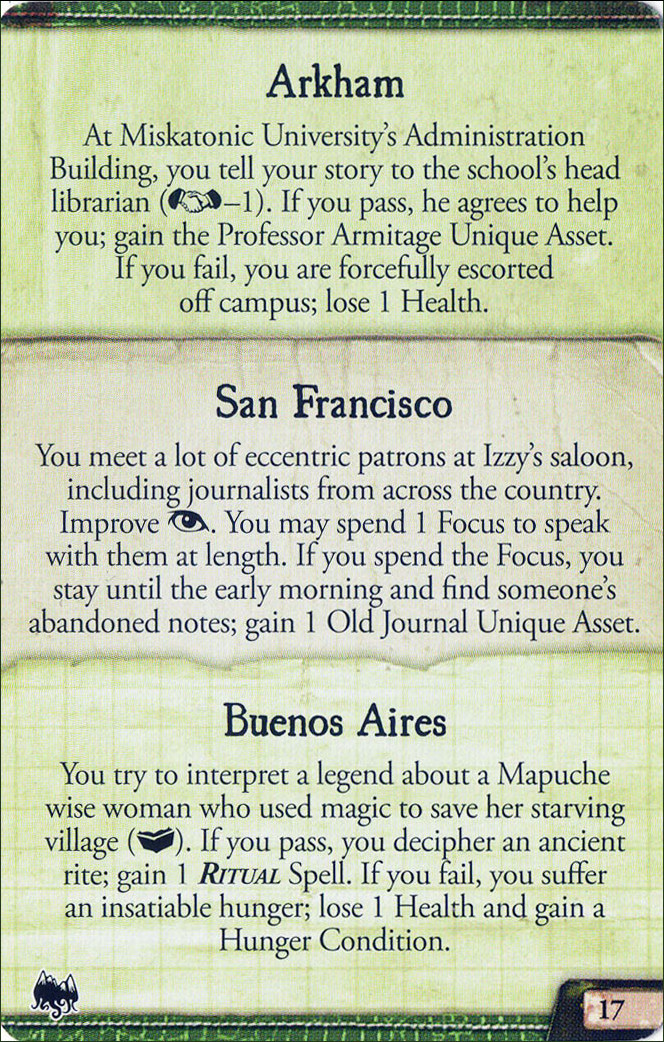 Arkham
At Miskatonic University's Administration
Building, you tell your story to the school's head
librarian (–1). If you pass, he agrees to help
you; gain the Professor Armitage Unique Asset.
If you fail, you are forcefully escorted
off campus; lose 1 Health.
San Francisco
You meet a lot of eccentric patrons at Izzy's saloon,
including journalists from across the country.
Improve . You may spend 1 Focus to speak
with them at length. If you spend the Focus, you
stay until the early morning and find someone's
abandoned notes; gain 1 Old Journal Unique Asset.
Buenos Aires
You try to interpret a legend about a Mapuche
wise woman who used magic to save her starving
village (). If you pass, you decipher an ancient
rite; gain 1 RITUAL Spell. If you fail, you suffer
an insatiable hunger; lose 1 Health and gain a
Hunger Condition.
17